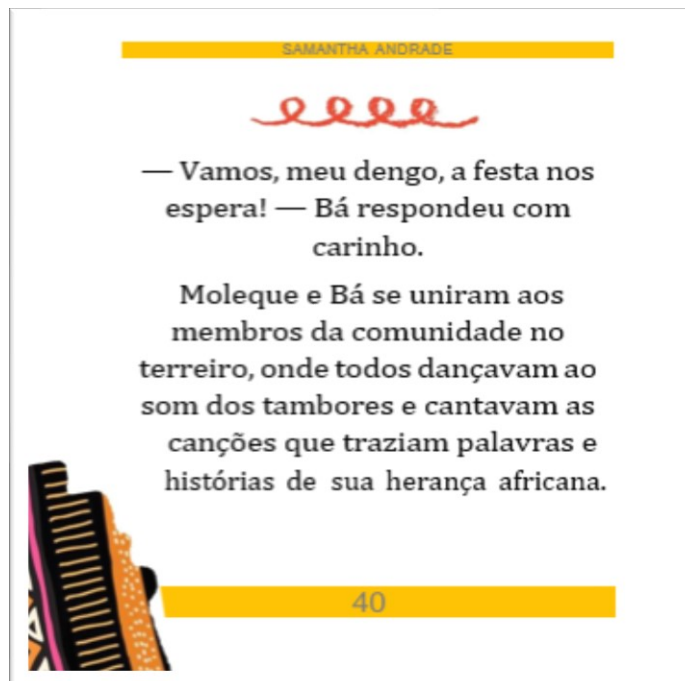 SAMANTHA ANDRADE
— Vamos, meu dengo, a festa nos
espera! — Bá respondeu com
carinho.
Moleque e Bá se uniram aos
membros da comunidade no
terreiro, onde todos dançavam ao
som dos tambores e cantavam as
canções que traziam palavras e
histórias de sua herança africana.
40